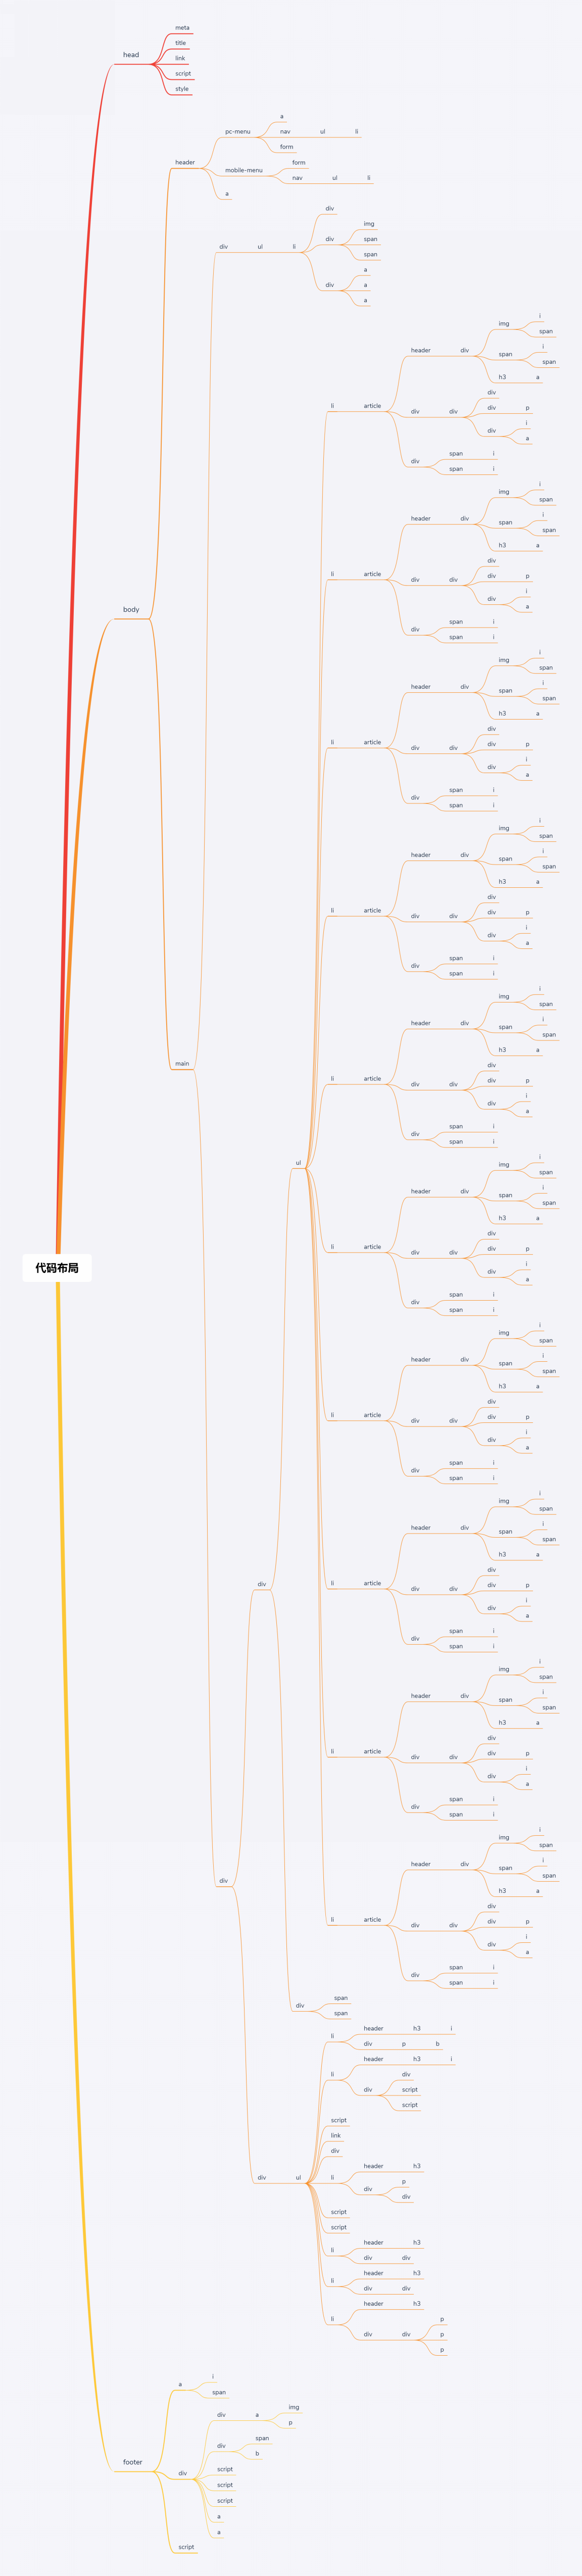 代码布局
head
meta
title
link
script
style
body
header
pc-menu
a
nav ul li
form
mobile-menu
form
nav ul li
a
main
div ul li
div
div
img
span
span
div
a
a
a
div
div
ul
li article
header div
img
i
span
span
i
span
h3 a
div div
div
div p
div
i
a
div
span i
span i
li article
header div
img
i
span
span
i
span
h3 a
div div
div
div p
div
i
a
div
span i
span i
li article
header div
img
i
span
span
i
span
h3 a
div div
div
div p
div
i
a
div
span i
span i
li article
header div
img
i
span
span
i
span
h3 a
div div
div
div p
div
i
a
div
span i
span i
li article
header div
img
i
span
span
i
span
h3 a
div div
div
div p
div
i
a
div
span i
span i
li article
header div
img
i
span
span
i
span
h3 a
div div
div
div p
div
i
a
div
span i
span i
li article
header div
img
i
span
span
i
span
h3 a
div div
div
div p
div
i
a
div
span i
span i
li article
header div
img
i
span
span
i
span
h3 a
div div
div
div p
div
i
a
div
span i
span i
li article
header div
img
i
span
span
i
span
h3 a
div div
div
div p
div
i
a
div
span i
span i
li article
header div
img
i
span
span
i
span
h3 a
div div
div
div p
div
i
a
div
span i
span i
div
span
span
div ul
li
header h3 i
div p b
li
header h3 i
div
div
script
script
script
link
div
li
header h3
div
p
div
script
script
li
header h3
div div
li
header h3
div div
li
header h3
div div
p
p
p
footer
a
i
span
div
div a
img
p
div
span
b
script
script
script
a
a
script